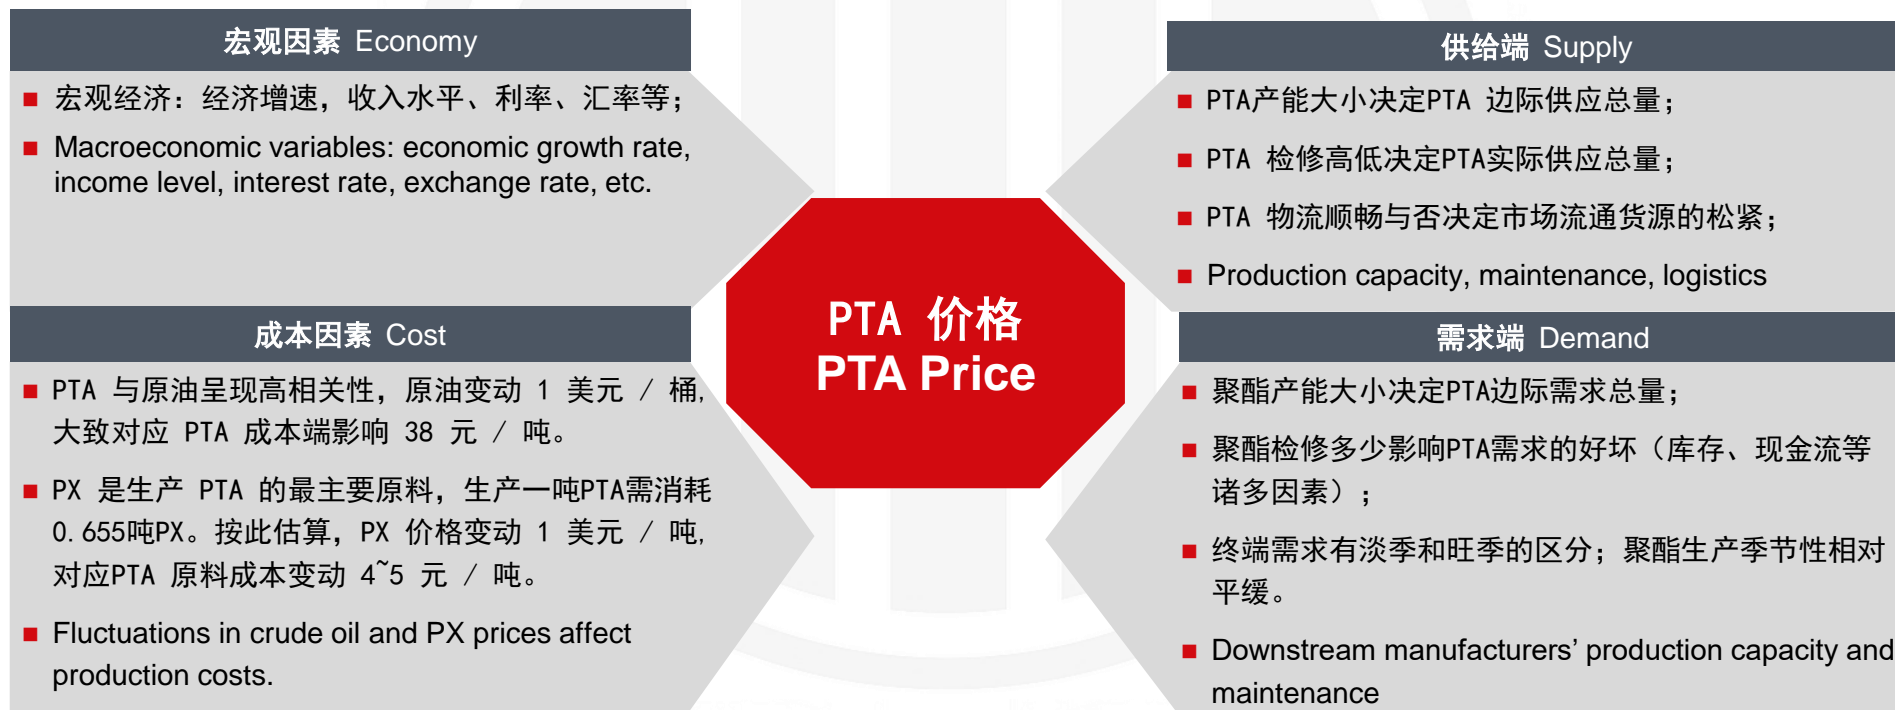 宏观因素 Economy
宏观经济：经济增速，收入水平、利率、汇率等；
Macroeconomic variables: economic growth rate,
income level, interest rate, exchange rate, etc.
成本因素 Cost
PTA 与原油呈现高相关性，原油变动 1 美元 / 桶，
大致对应 PTA 成本端影响 38 元 / 吨。
PX 是生产 PTA 的最主要原料，生产一吨PTA需消耗
0.655吨PX。按此估算，PX 价格变动 1 美元 / 吨，
对应PTA 原料成本变动 4~5 元 / 吨。
Fluctuations in crude oil and PX prices affect
production costs.
PTA 价格
PTA Price
供给端 Supply
PTA产能大小决定PTA 边际供应总量；
PTA 检修高低决定PTA实际供应总量；
PTA 物流顺畅与否决定市场流通货源的松紧；
Production capacity, maintenance, logistics
需求端 Demand
聚酯产能大小决定PTA边际需求总量；
聚酯检修多少影响PTA需求的好坏（库存、现金流等
诸多因素）；
终端需求有淡季和旺季的区分；聚酯生产季节性相对
平缓。
Downstream manufacturers’ production capacity and
maintenance